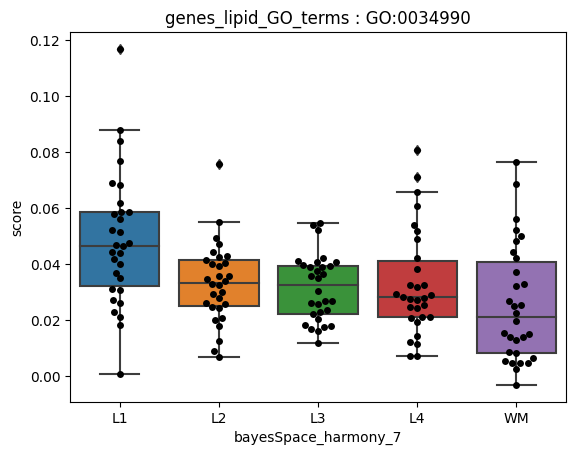 genes_lipid_GO_terms : GO:0034990
0.12
0.10
0.08
0.06
0.04
0.02
0.00
score
L1 L2 L3 L4 WM
bayesSpace_harmony_7